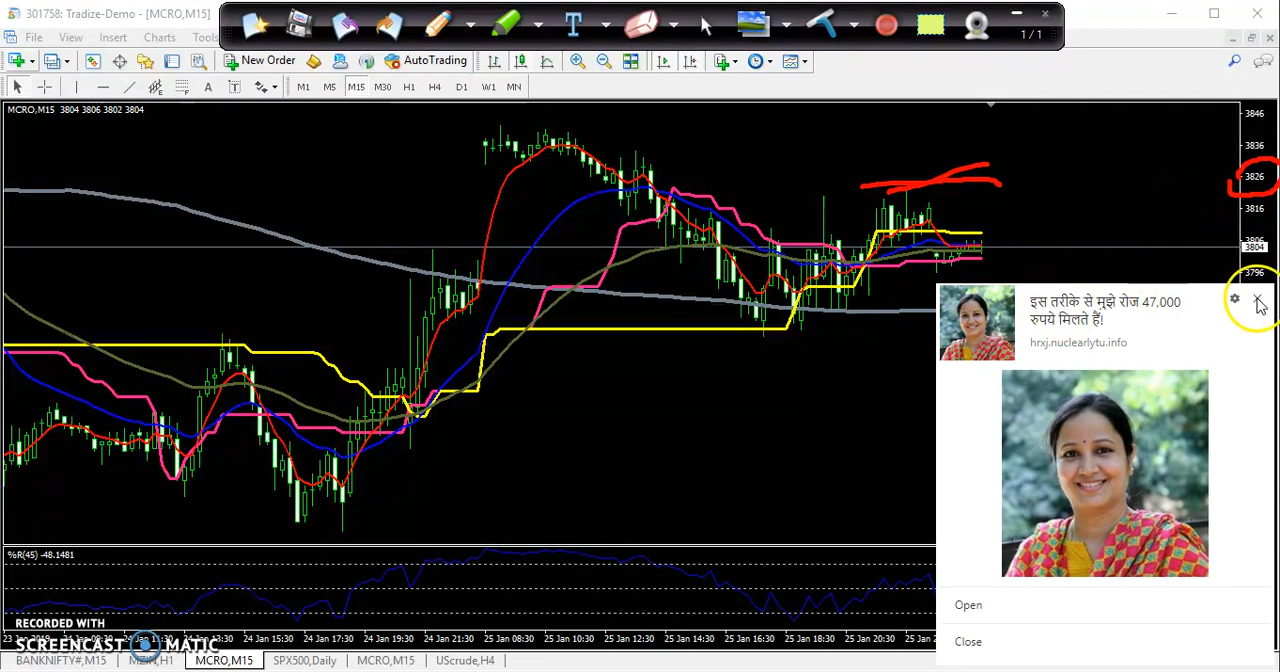 301758: Tradize-Demo - [MCRO,M15]
File View Insert Charts Tools
1 / 1
New Order AutoTrading
A T M1 M5 M15 M30 H1 H4 D1 W1 MN
MCRO,M15 3804 3806 3802 3804
3846
3836
3826
3816
3804
3796
इस तरीके से मुझे रोज 47,000
रुपये मिलते हैं!
hrxj.nuclearlytu.info
Open
Close
%R(45) -48.1481
RECORDED WITH
SCREENCAST MATIC
24 Jan 15:30 24 Jan 17:30 24 Jan 19:30 24 Jan 21:30 25 Jan 08:30 25 Jan 10:30 25 Jan 12:30 25 Jan 14:30 25 Jan 16:30 25 Jan 18:30 25 Jan 20:30
BANKNIFTY#,M15 MZIN,H1 MCRO,M15 SPX500,Daily MCRO,M15 UScrude,H4